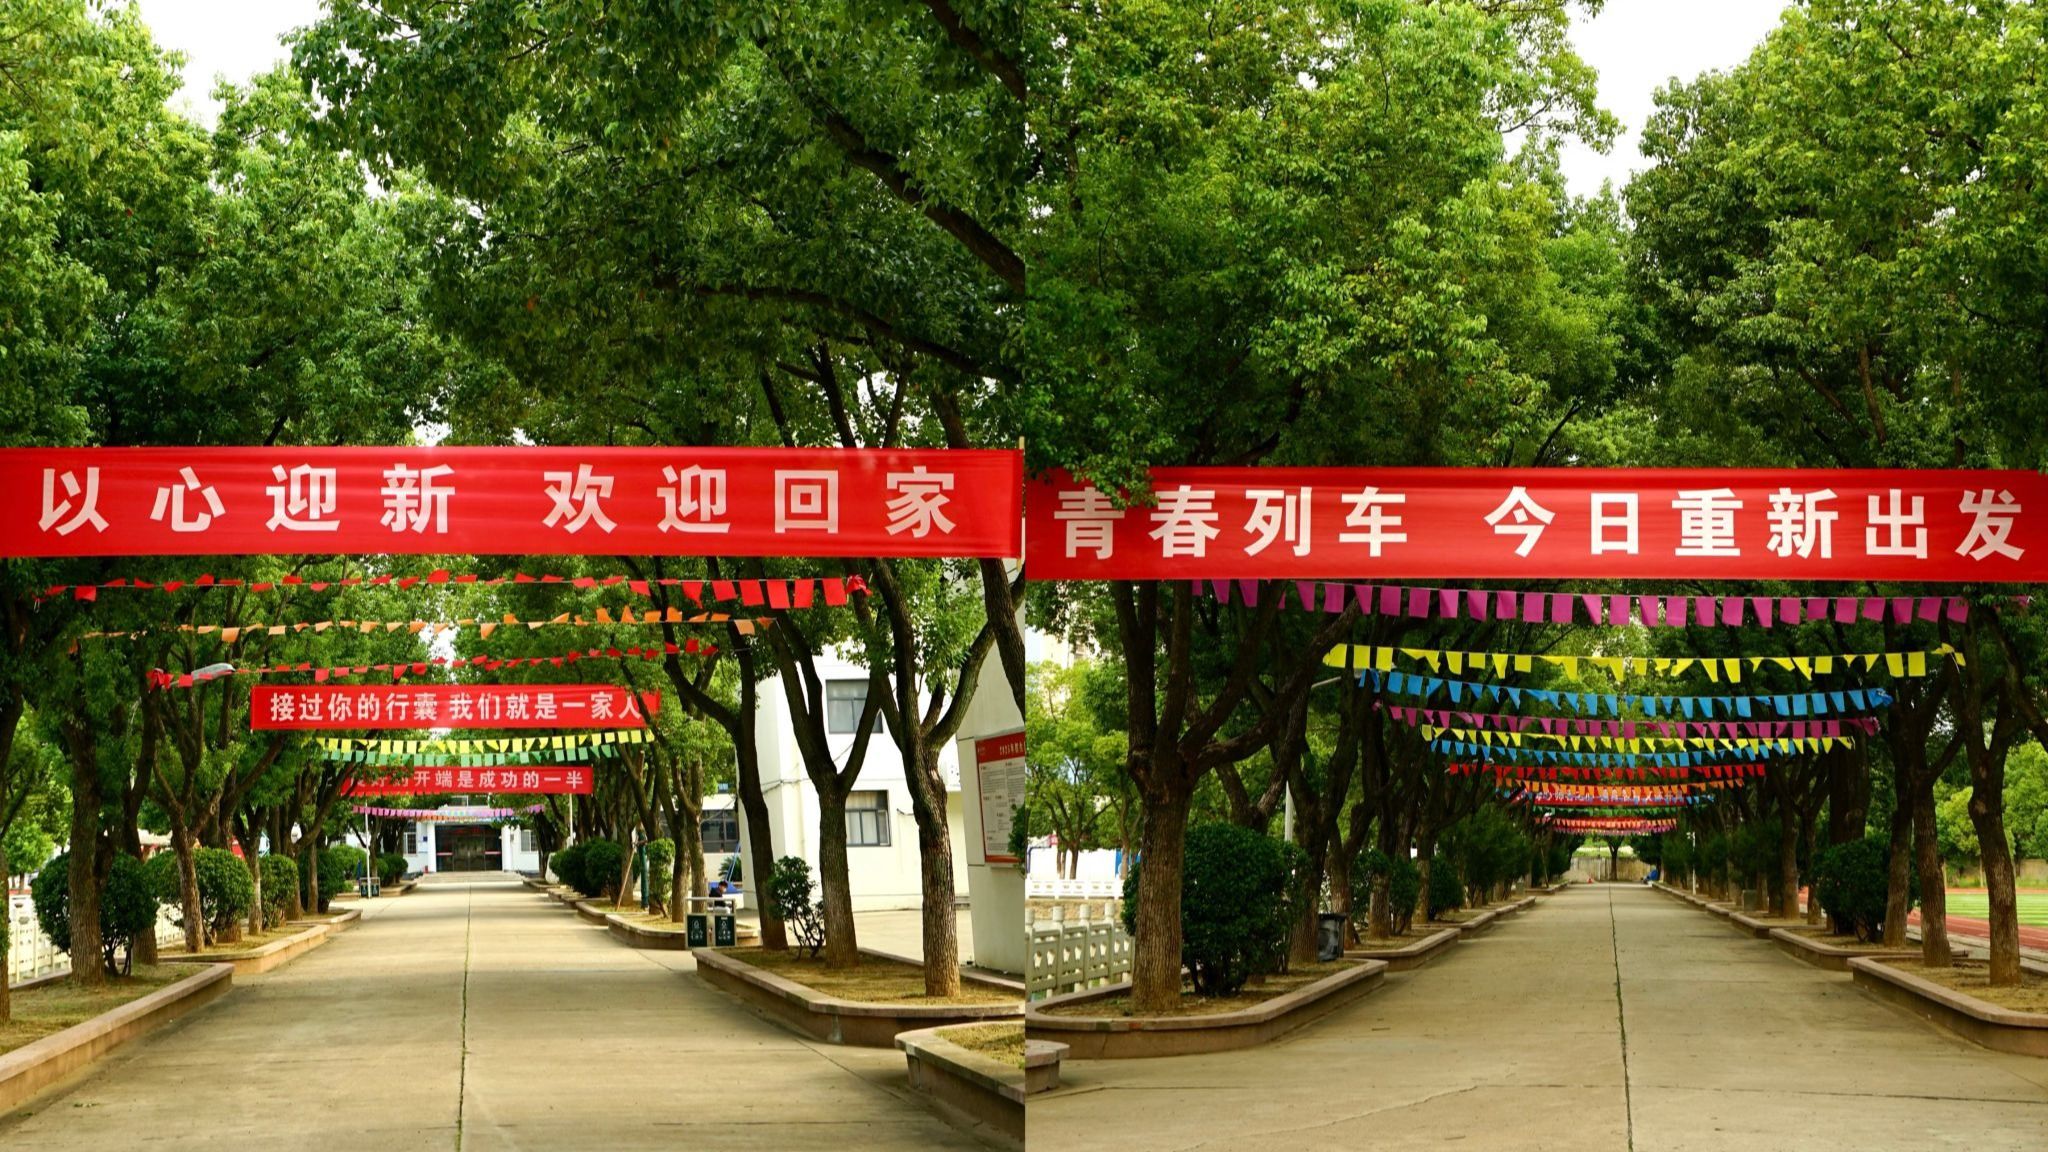 以心迎新 欢迎回家
接过你的行囊 我们就是一家人
开端是成功的一半
青春列车 今日重新出发